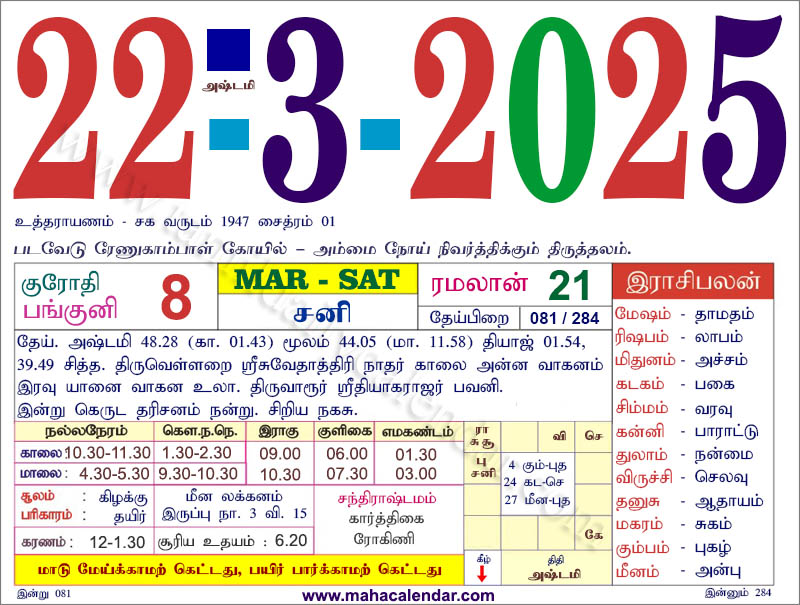 22-3-2025
அஷ்டமி
உத்தராயணம் - சக வருடம் 1947 சைத்ரம் 01
படவேடு ரேணுகாம்பாள் கோயில் – அம்மை நோய் நிவர்த்திக்கும் திருத்தலம்.
குரோதி
பங்குனி
8
MAR - SAT
சனி
ரமலான் 21
தேய்பிறை 081 / 284
தேய். அஷ்டமி 48.28 (கா. 01.43) மூலம் 44.05 (மா. 11.58) தியாஜ் 01.54,
39.49 சித்த. திருவெள்ளறை ஸ்ரீசுவேதாத்திரி நாதர் காலை அன்ன வாகனம்
இரவு யானை வாகன உலா. திருவாரூர் ஸ்ரீதியாகராஜர் பவனி.
இன்று கெருட தரிசனம் நன்று. சிறிய நகசு.
நல்லநேரம் கௌ.ந.நெ. இராகு குளிகை எமகண்டம்
காலை: 10.30-11.30 1.30-2.30 09.00 06.00 01.30
மாலை: 4.30-5.30 9.30-10.30 10.30 07.30 03.00
சூலம் : கிழக்கு
பரிகாரம் : தயிர்
மீன லக்கனம்
இருப்பு நா. 3 வி. 15
கரணம் : 12-1.30 சூரிய உதயம் : 6.20
சந்திராஷ்டமம்
கார்த்திகை
ரோகிணி
ரா
சு சூ
வி
செ
பு
சனி
4 கும்-புத
24 கட-செ
27 மீன-புத
கே
கீழ்
திதி
அஷ்டமி
மாடு மேய்க்காமற் கெட்டது, பயிர் பார்க்காமற் கெட்டது
இராசிபலன்
மேஷம் - தாமதம்
ரிஷபம் - லாபம்
மிதுனம் - அச்சம்
கடகம் - பகை
சிம்மம் - வரவு
கன்னி - பாராட்டு
துலாம் - நன்மை
விருச்சி - செலவு
தனுசு - ஆதாயம்
மகரம் - சுகம்
கும்பம் - புகழ்
மீனம் - அன்பு
இன்று 081
www.mahacalendar.com
இன்னும் 284